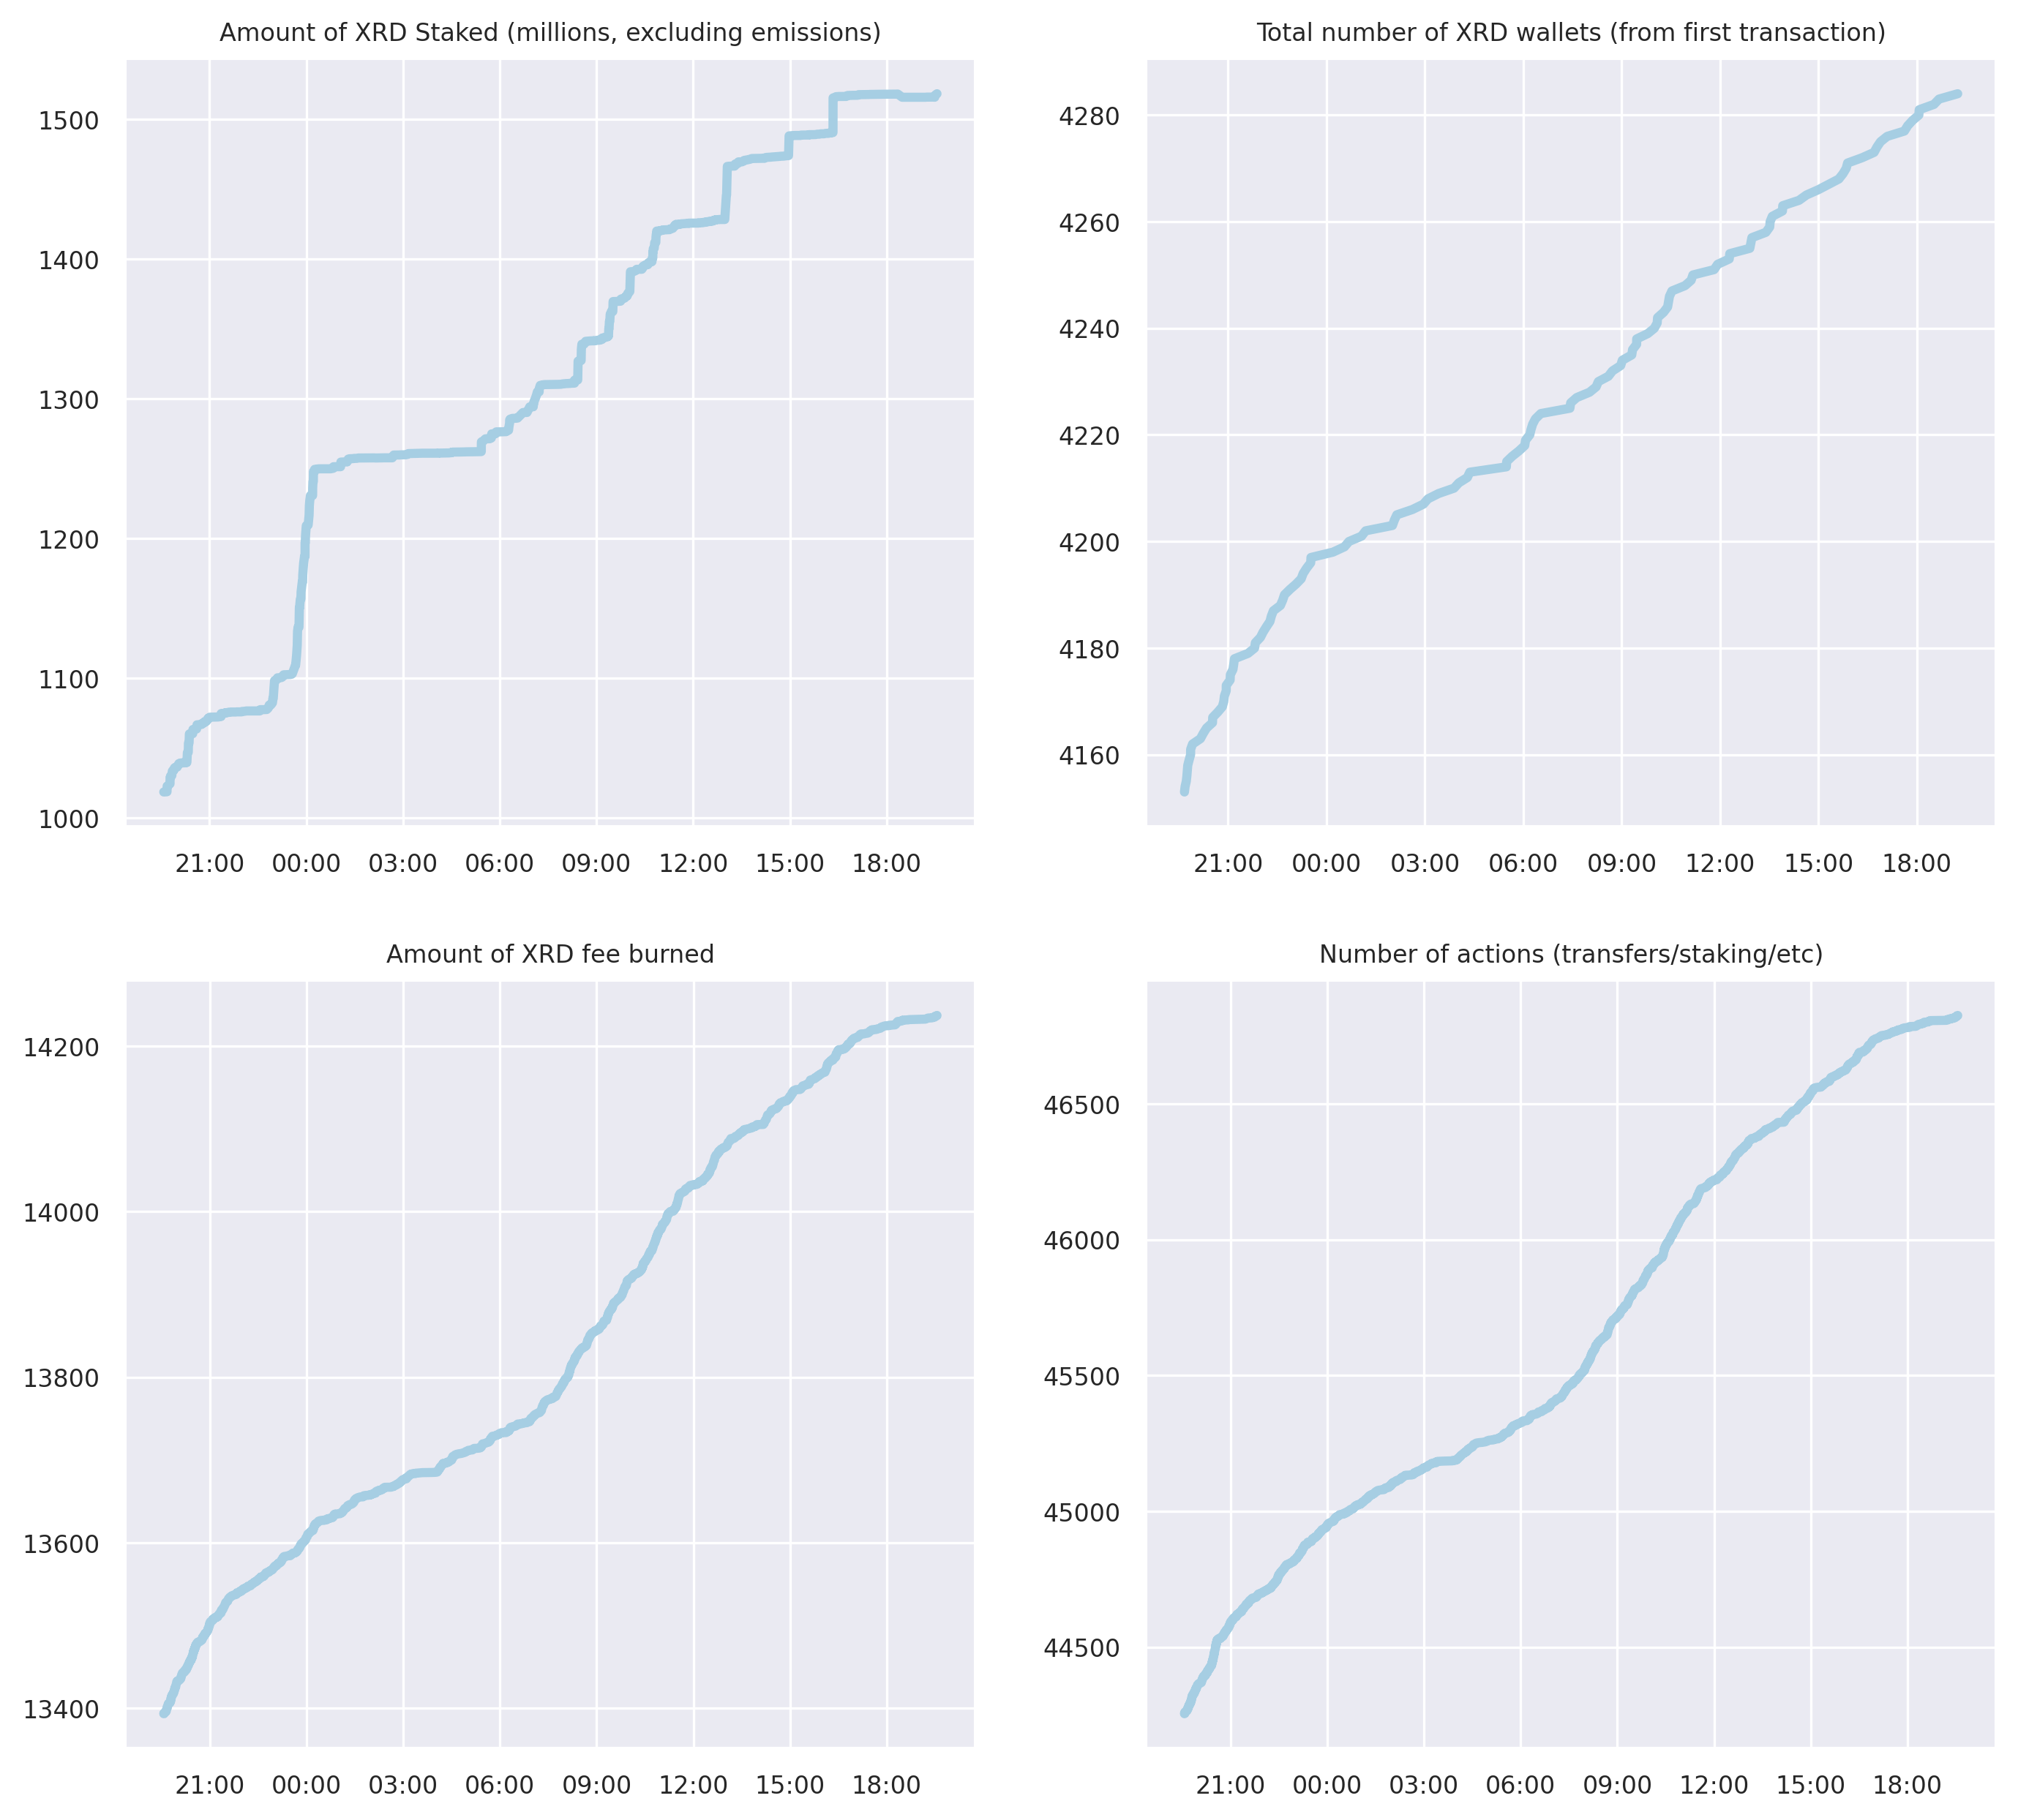 Amount of XRD Staked (millions, excluding emissions)
1500
1400
1300
1200
1100
1000
21:00 00:00 03:00 06:00 09:00 12:00 15:00 18:00
Total number of XRD wallets (from first transaction)
4280
4260
4240
4220
4200
4180
4160
21:00 00:00 03:00 06:00 09:00 12:00 15:00 18:00
Amount of XRD fee burned
14200
14000
13800
13600
13400
21:00 00:00 03:00 06:00 09:00 12:00 15:00 18:00
Number of actions (transfers/staking/etc)
46500
46000
45500
45000
44500
21:00 00:00 03:00 06:00 09:00 12:00 15:00 18:00